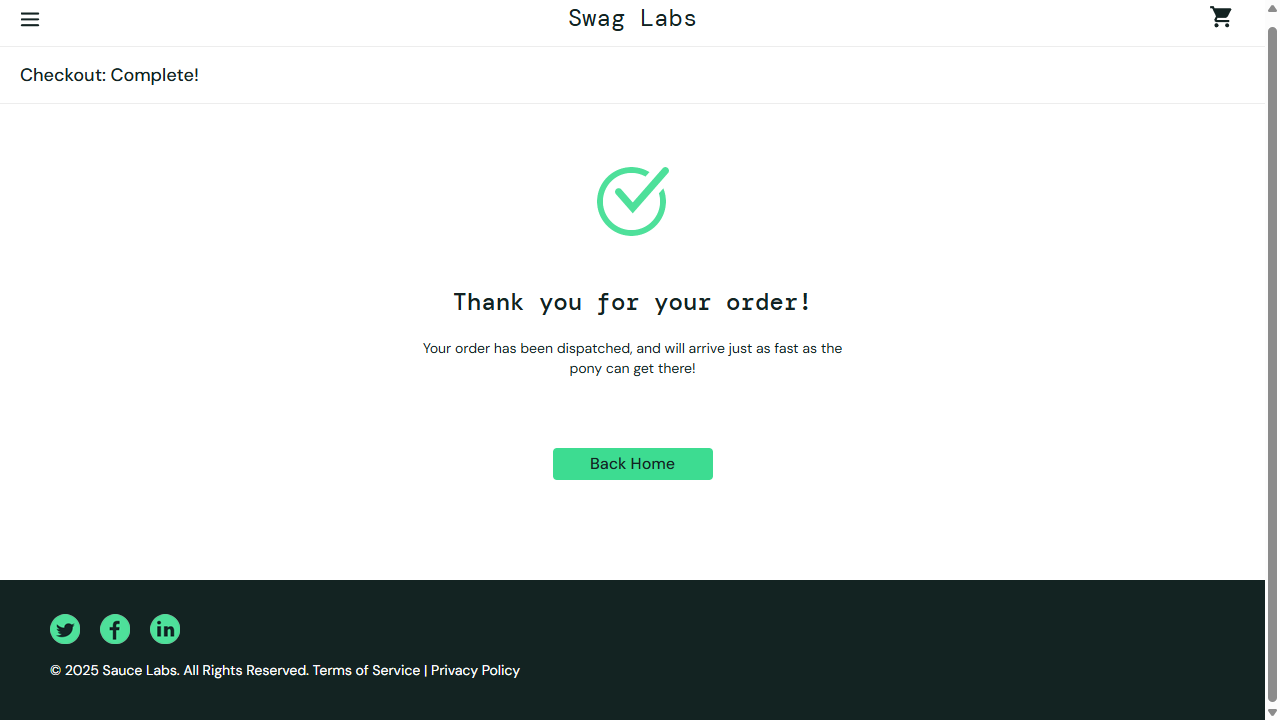 Swag Labs
Checkout: Complete!
Thank you for your order!
Your order has been dispatched, and will arrive just as fast as the
pony can get there!
Back Home
© 2025 Sauce Labs. All Rights Reserved. Terms of Service | Privacy Policy